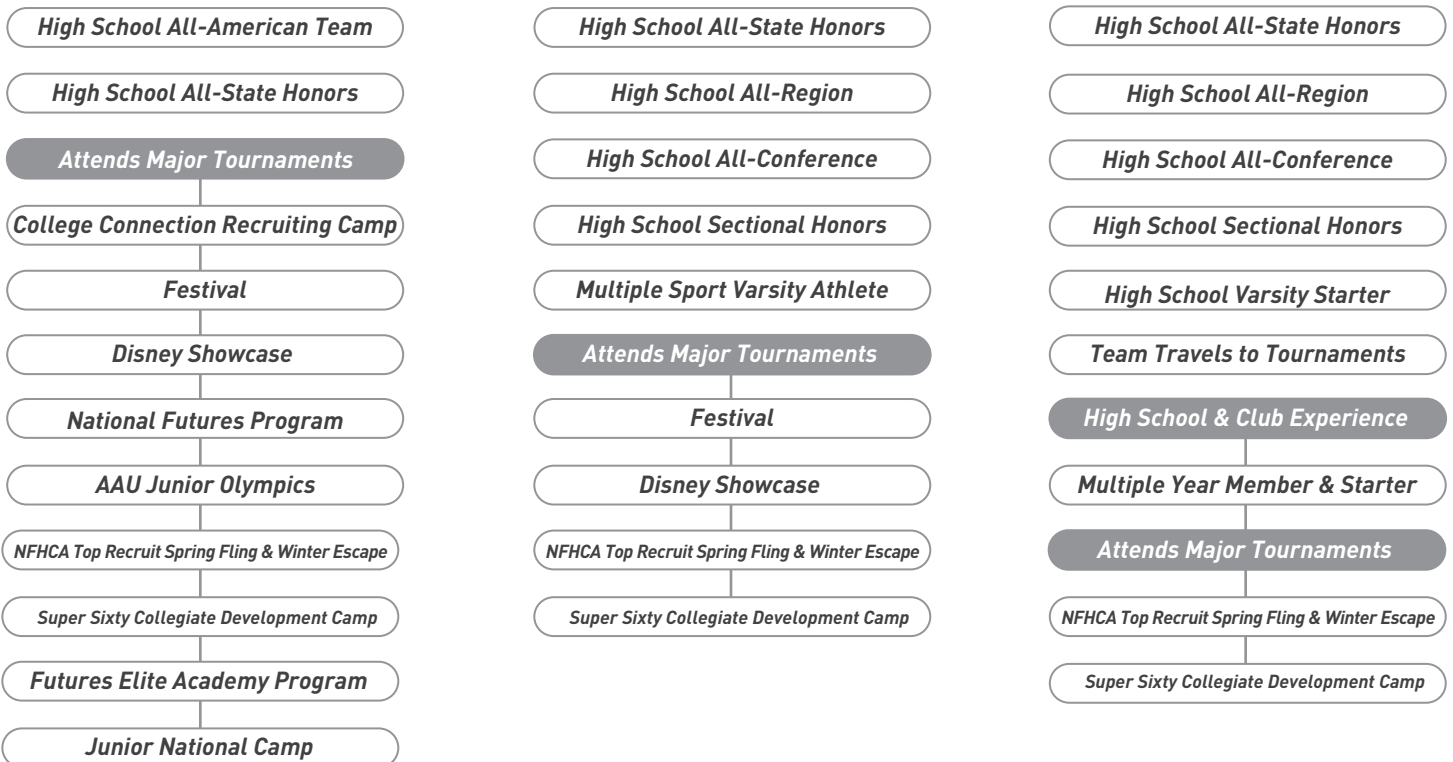 High School All-American Team
High School All-State Honors
Attends Major Tournaments
College Connection Recruiting Camp
Festival
Disney Showcase
National Futures Program
AAU Junior Olympics
NFHCA Top Recruit Spring Fling & Winter Escape
Super Sixty Collegiate Development Camp
Futures Elite Academy Program
Junior National Camp
High School All-State Honors
High School All-Region
High School All-Conference
High School Sectional Honors
Multiple Sport Varsity Athlete
Attends Major Tournaments
Festival
Disney Showcase
NFHCA Top Recruit Spring Fling & Winter Escape
Super Sixty Collegiate Development Camp
High School All-State Honors
High School All-Region
High School All-Conference
High School Sectional Honors
High School Varsity Starter
Team Travels to Tournaments
High School & Club Experience
Multiple Year Member & Starter
Attends Major Tournaments
NFHCA Top Recruit Spring Fling & Winter Escape
Super Sixty Collegiate Development Camp